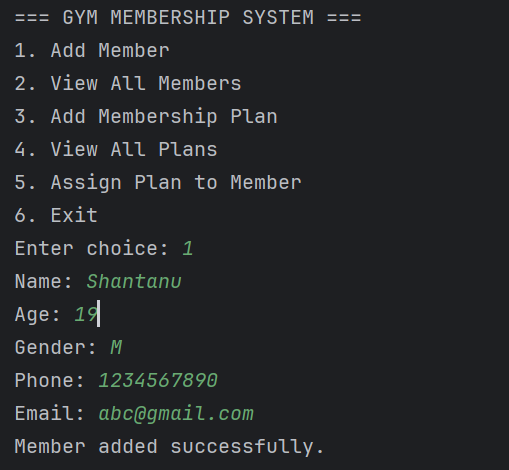 === GYM MEMBERSHIP SYSTEM ===
1. Add Member
2. View All Members
3. Add Membership Plan
4. View All Plans
5. Assign Plan to Member
6. Exit
Enter choice: 1
Name: Shantanu
Age: 19
Gender: M
Phone: 1234567890
Email: abc@gmail.com
Member added successfully.